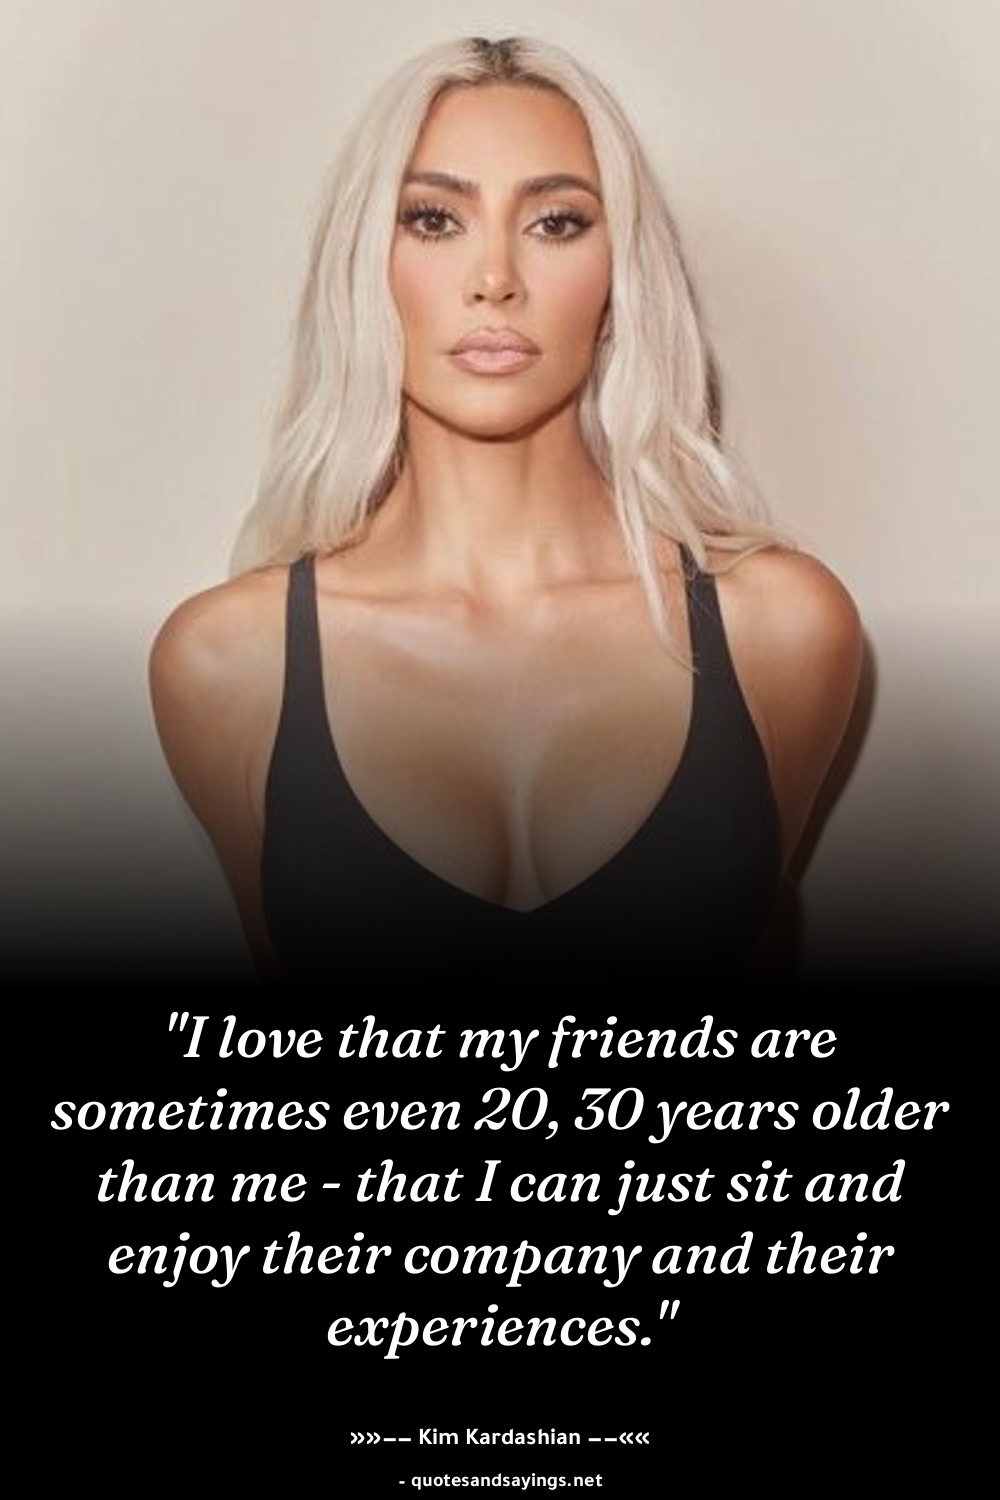 "I love that my friends are
sometimes even 20, 30 years older
than me - that I can just sit and
enjoy their company and their
experiences."
»»–– Kim Kardashian ––««
- quotesandsayings.net